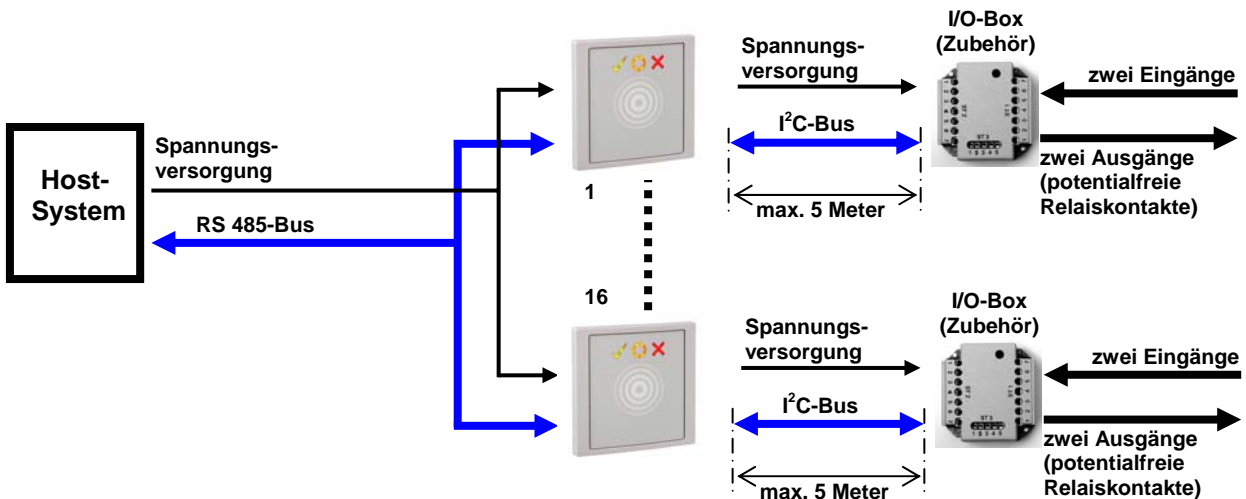 I/O-Box
(Zubehör)
Spannungs-
versorgung
zwei Eingänge
I²C-Bus
Spannungs-
versorgung
Host-
System
zwei Ausgänge
(potentialfreie
Relaiskontakte)
1
max. 5 Meter
RS 485-Bus
16
I/O-Box
(Zubehör)
Spannungs-
versorgung
zwei Eingänge
I²C-Bus
zwei Ausgänge
(potentialfreie
Relaiskontakte)
max. 5 Meter